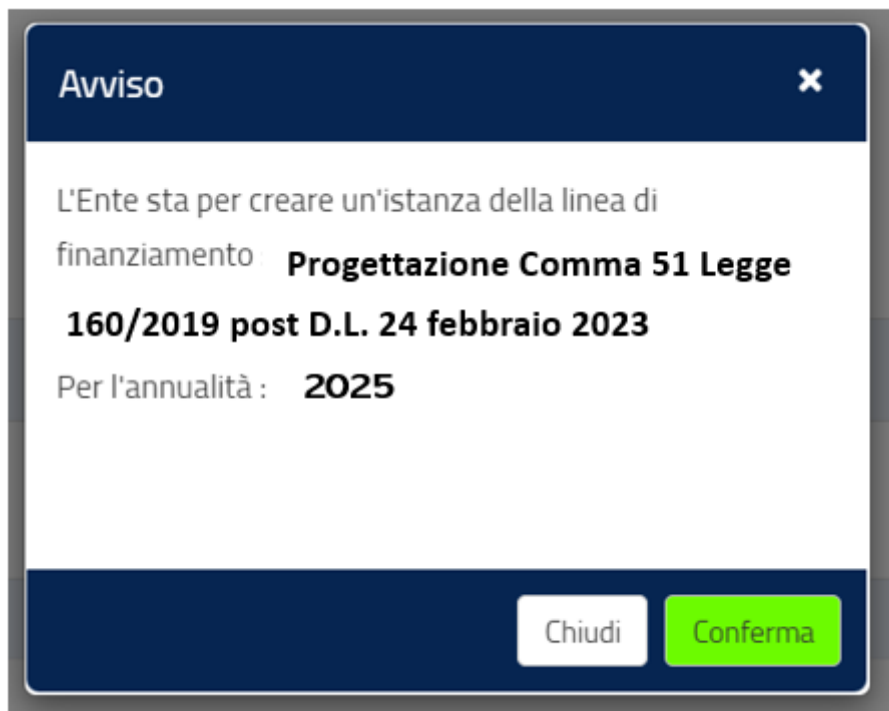 Avviso
L'Ente sta per creare un'istanza della linea di
finanziamento : Progettazione Comma 51 Legge
160/2019 post D.L. 24 febbraio 2023
Per l'annualità : 2025
Chiudi Conferma